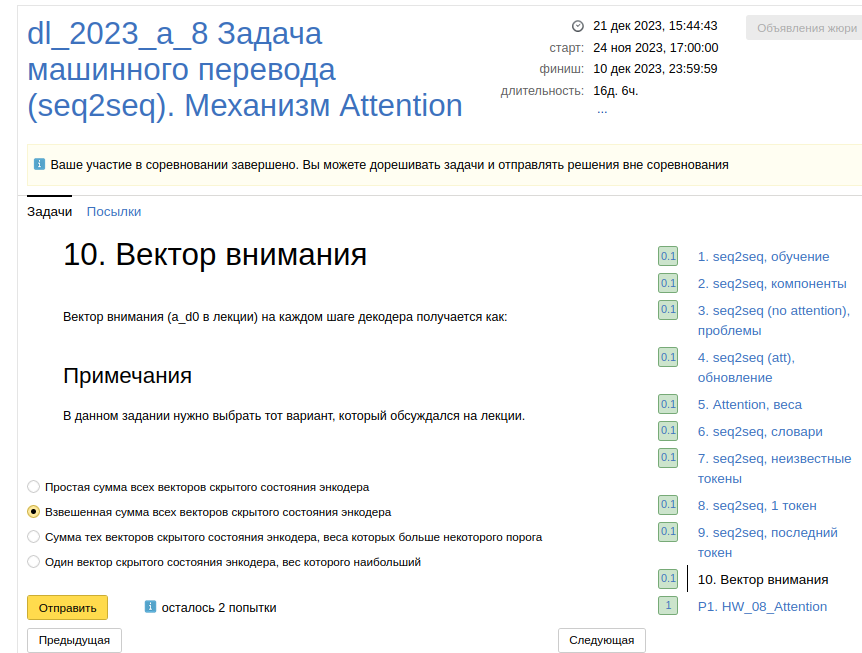 dl_2023_a_8 Задача
машинного перевода
(seq2seq). Механизм Attention
21 дек 2023, 15:44:43
старт: 24 ноя 2023, 17:00:00
финиш: 10 дек 2023, 23:59:59
длительность: 16д. 6ч.
...
Объявления жюри
Ваше участие в соревновании завершено. Вы можете дорешивать задачи и отправлять решения вне соревнования
Задачи Посылки
10. Вектор внимания
Вектор внимания (a_d0 в лекции) на каждом шаге декодера получается как:
Примечания
В данном задании нужно выбрать тот вариант, который обсуждался на лекции.
Простая сумма всех векторов скрытого состояния энкодера
Взвешенная сумма всех векторов скрытого состояния энкодера
Сумма тех векторов скрытого состояния энкодера, веса которых больше некоторого порога
Один вектор скрытого состояния энкодера, вес которого наибольший
Отправить
осталось 2 попытки
Предыдущая
Следующая
0.1 1. seq2seq, обучение
0.1 2. seq2seq, компоненты
0.1 3. seq2seq (no attention),
проблемы
0.1 4. seq2seq (att),
обновление
0.1 5. Attention, веса
0.1 6. seq2seq, словари
0.1 7. seq2seq, неизвестные
токены
0.1 8. seq2seq, 1 токен
0.1 9. seq2seq, последний
токен
0.1 10. Вектор внимания
1 P1. HW_08_Attention